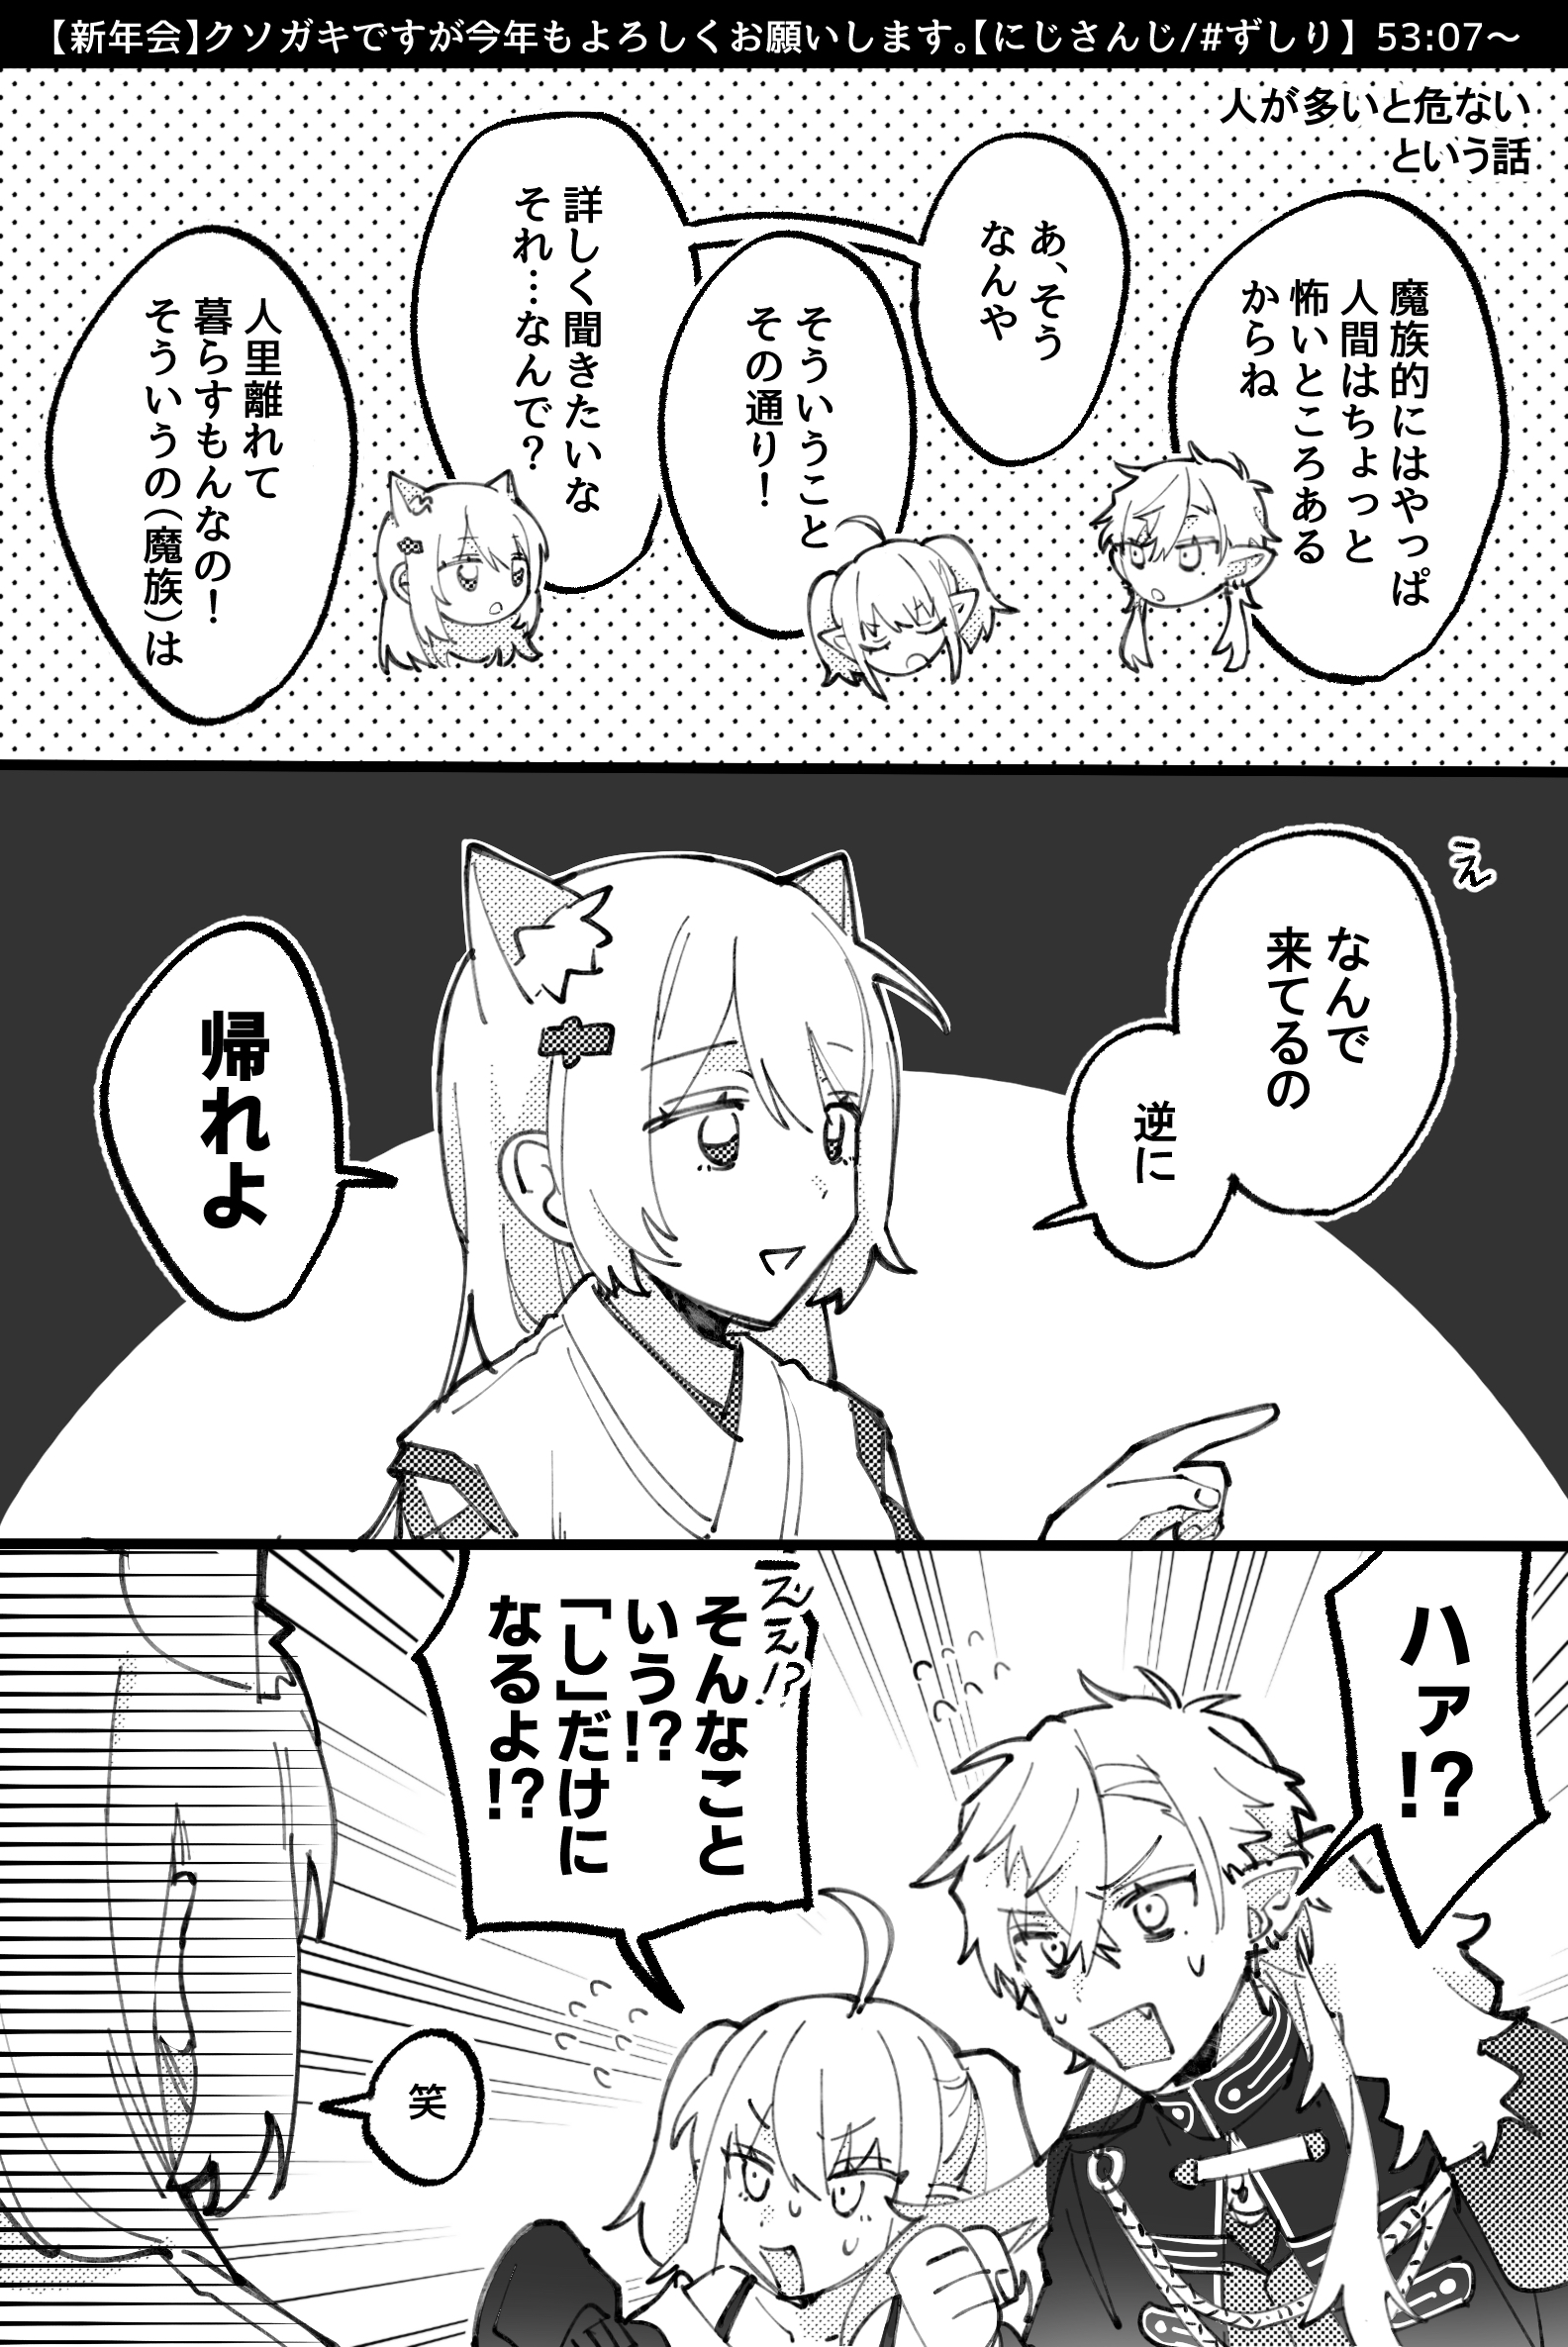 【新年会】クソガキですが今年もよろしくお願いします。【にじさんじ/#ずしり】 53:07～
人が多いと危ない
という話
魔族的にはやっぱ
人間はちょっと
怖いところある
からね
あ、そう
なんや
そういうこと
その通り！
詳しく聞きたいな
それ…なんで？
人里離れて
暮らすもんなの！
そういうの（魔族）は
え
なんで
来てるの
逆に
帰れよ
ハァ!?
ええ!?
そんなこと
いう!?
「し」だけに
なるよ!?
笑